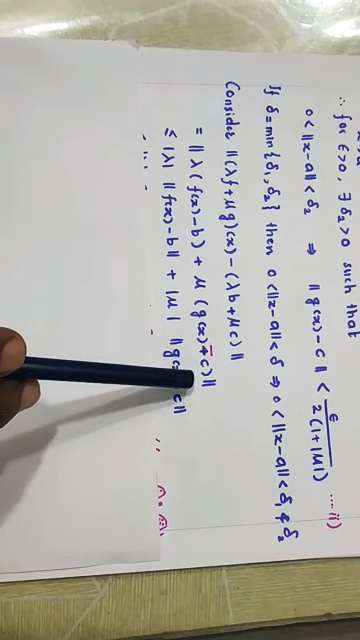 ∴ for ε>0, ∃ δ₂>0 such that
0<||x-a||<δ₂ ⇒ ||g(x)-c|| < ε/2(1+|μ|) .....ii)
If δ=min{δ₁,δ₂} then 0<||x-a||<δ ⇒ 0<||x-a||<δ₁ & δ₂
Consider ||(λf+μg)(x)-(λb+μc)||
= ||λ(f(x)-b) + μ(g(x)-c)||
≤ |λ| ||f(x)-b|| + |μ| ||g c||